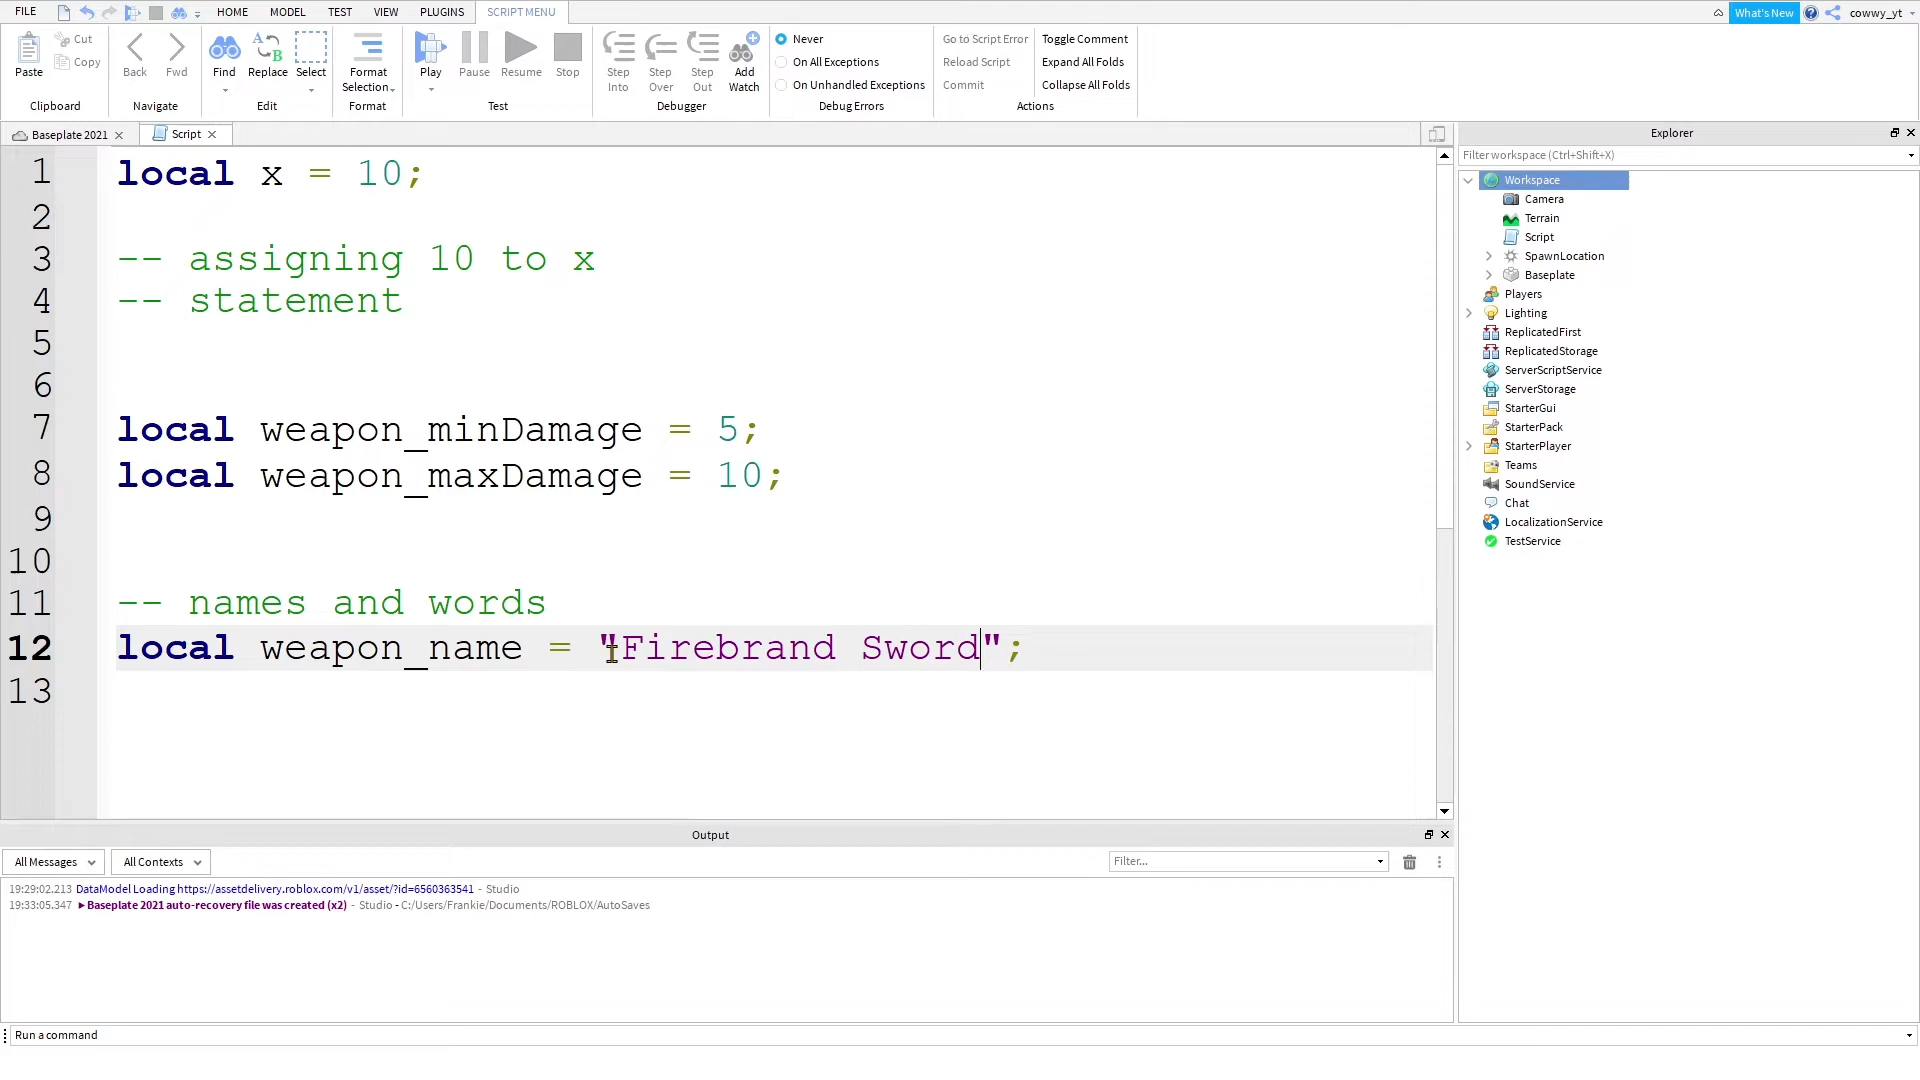 FILE HOME MODEL TEST VIEW PLUGINS SCRIPT MENU What's New cowwy_yt
Paste Cut Copy Clipboard
Back Fwd Navigate
Find Replace Select Edit
Format Selection Format
Play Pause Resume Stop Test
Step Into Step Over Step Out Add Watch Debugger
Never
On All Exceptions
On Unhandled Exceptions
Debug Errors
Go to Script Error
Reload Script
Commit
Toggle Comment
Expand All Folds
Collapse All Folds
Actions
Baseplate 2021 Script
1 local x = 10;
2
3 -- assigning 10 to x
4 -- statement
5
6
7 local weapon_minDamage = 5;
8 local weapon_maxDamage = 10;
9
10
11 -- names and words
12 local weapon_name = "Firebrand Sword";
13
Explorer
Filter workspace (Ctrl+Shift+X)
Workspace
Camera
Terrain
Script
SpawnLocation
Baseplate
Players
Lighting
ReplicatedFirst
ReplicatedStorage
ServerScriptService
ServerStorage
StarterGui
StarterPack
StarterPlayer
Teams
SoundService
Chat
LocalizationService
TestService
Output
All Messages All Contexts Filter...
19:29:02.213 DataModel Loading https://assetdelivery.roblox.com/v1/asset/?id=6560363541 - Studio
19:33:05.347 Baseplate 2021 auto-recovery file was created (x2) - Studio - C:/Users/Frankie/Documents/ROBLOX/AutoSaves
Run a command